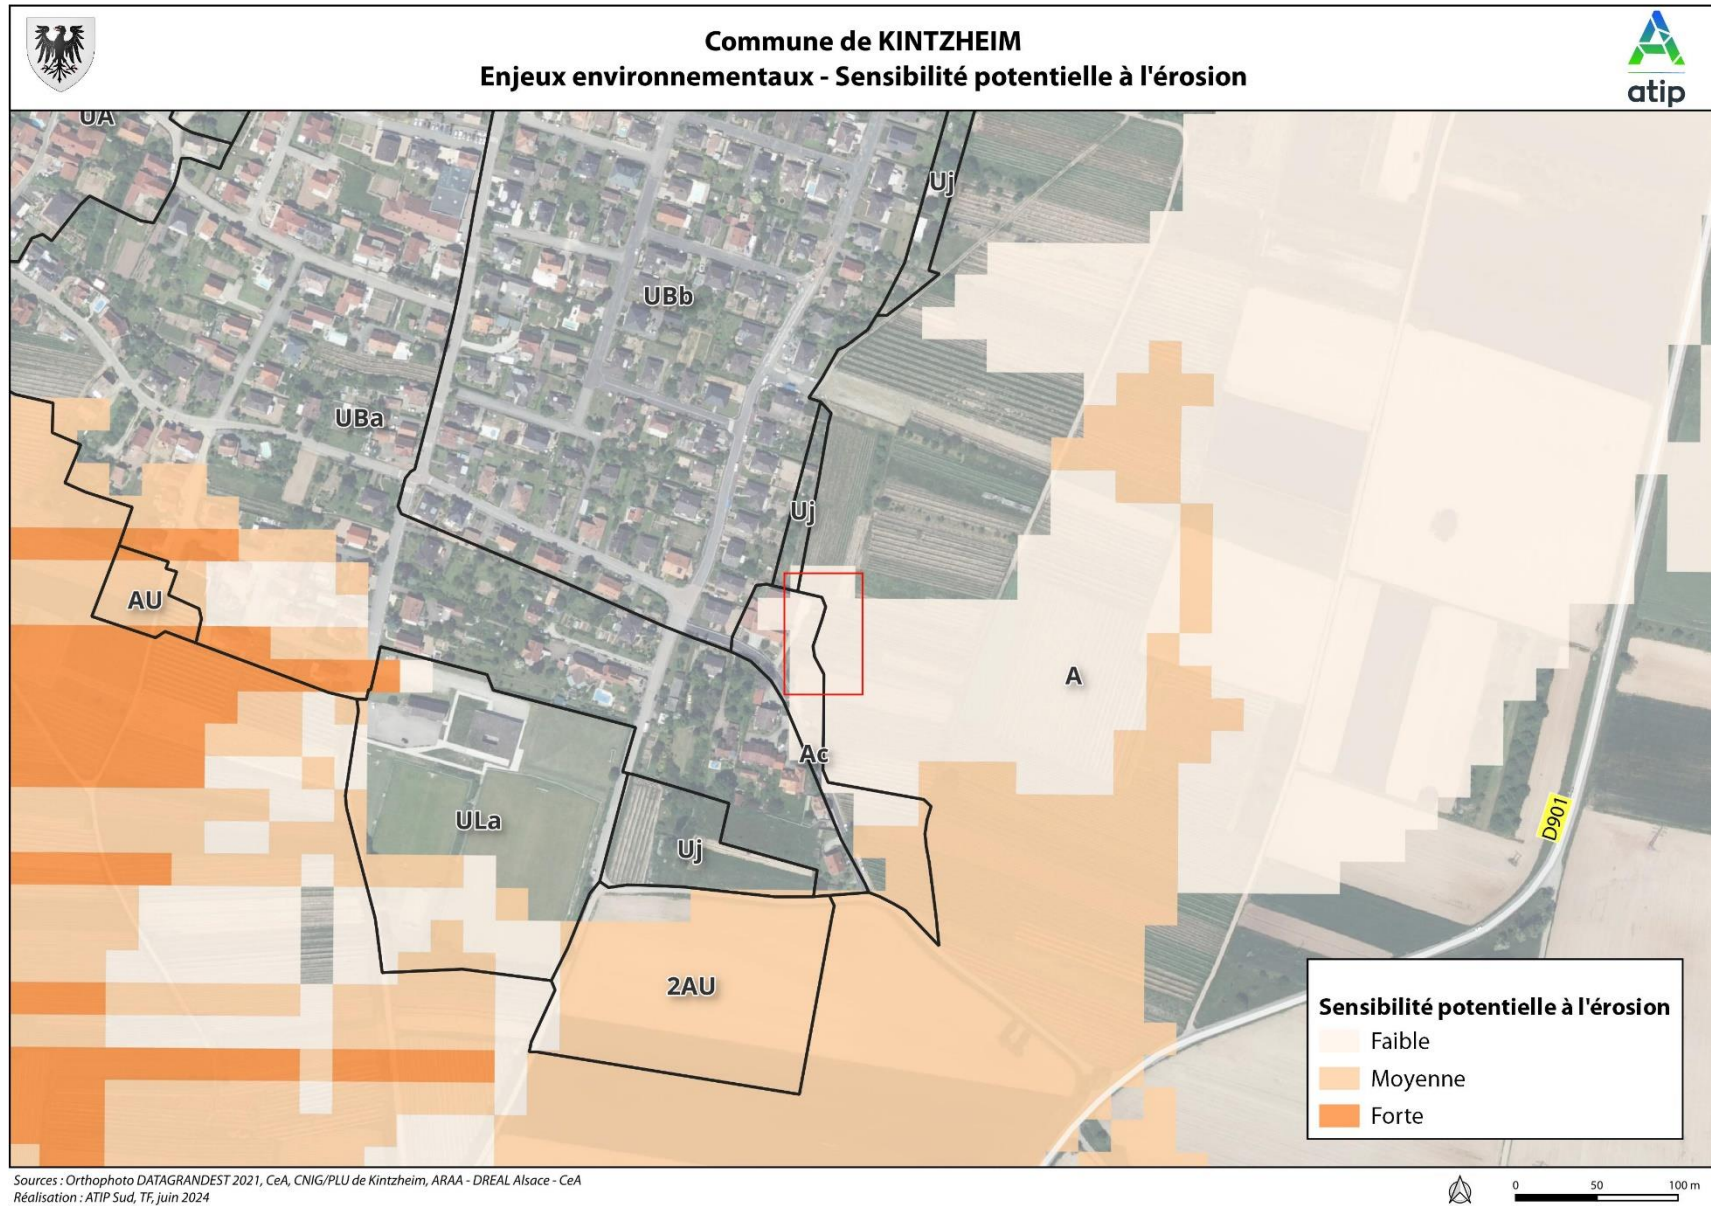 Commune de KINTZHEIM
Enjeux environnementaux - Sensibilité potentielle à l'érosion
atip
UA
Uj
UBb
UBa
Uj
AU
A
Ac
ULa
Uj
D901
2AU
Sensibilité potentielle à l'érosion
Faible
Moyenne
Forte
Sources : Orthophoto DATAGRANDEST 2021, CeA, CNIG/PLU de Kintzheim, ARAA - DREAL Alsace - CeA
Réalisation : ATIP Sud, TF, juin 2024
0 50 100 m